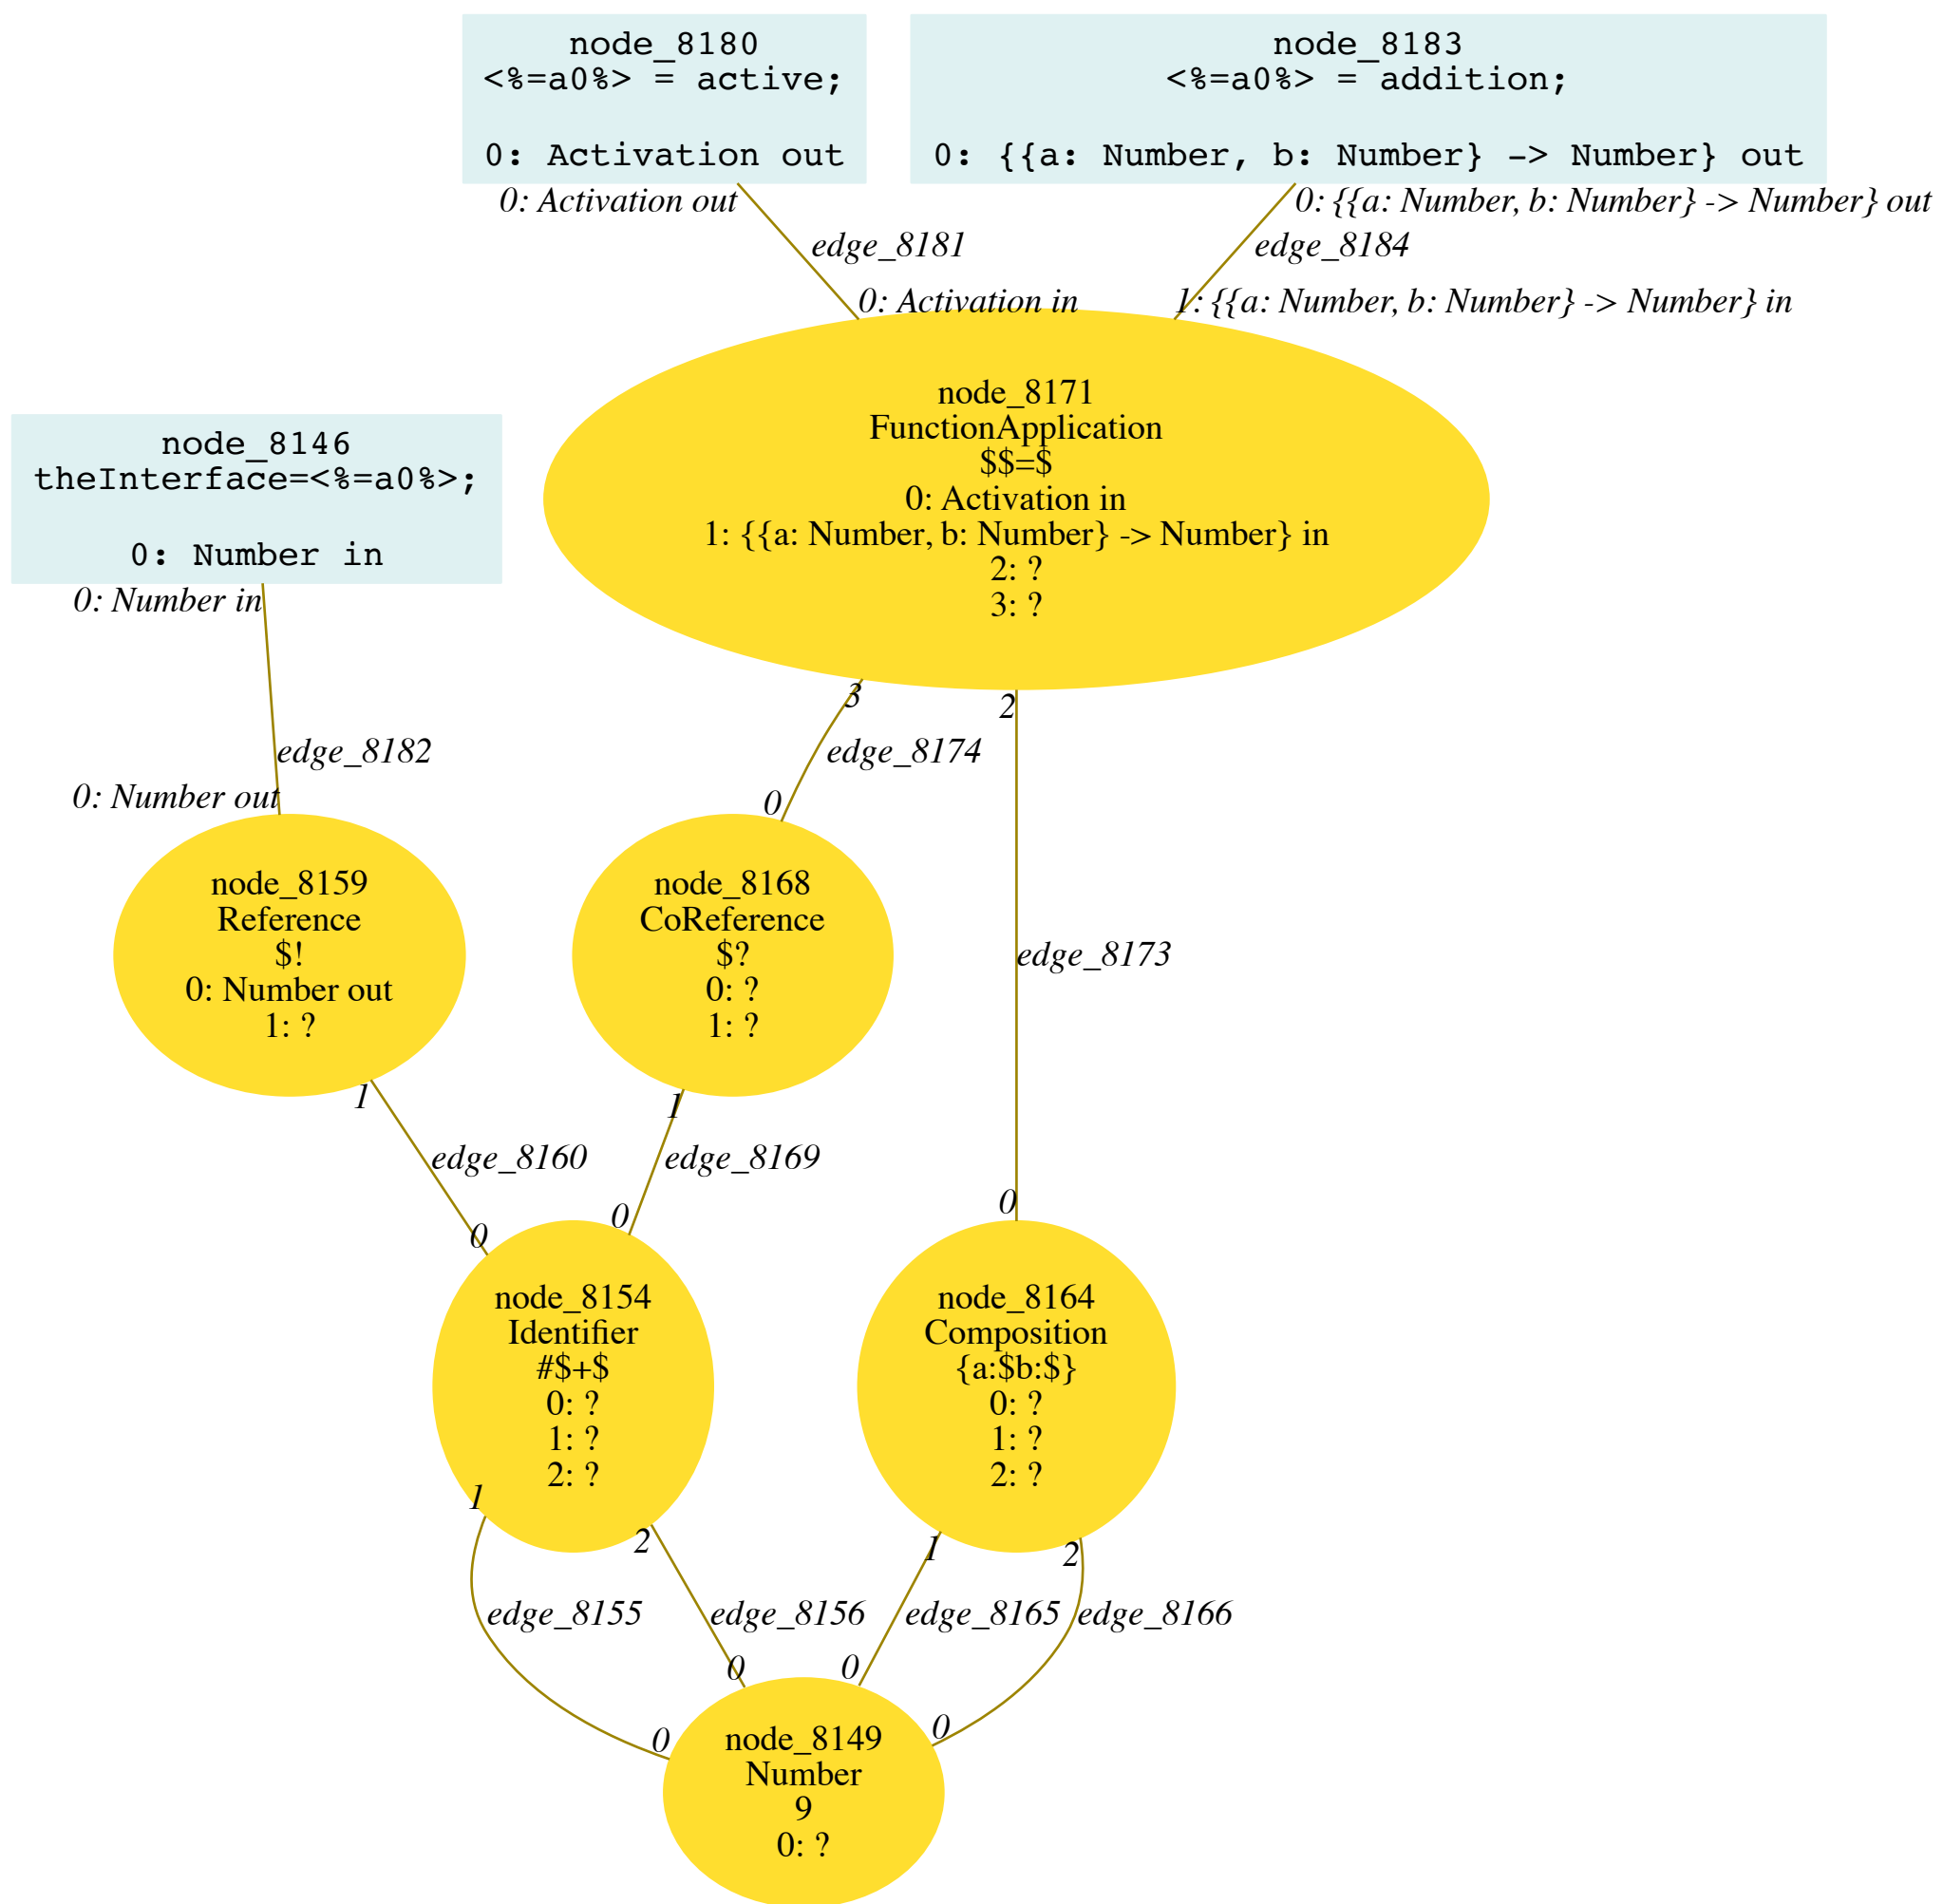 node_8180
<%=a0%> = active;
0: Activation out
node_8183
<%=a0%> = addition;
0: {{a: Number, b: Number} -> Number} out
0: Activation out
0: {{a: Number, b: Number} -> Number} out
edge_8181
edge_8184
0: Activation in
1: {{a: Number, b: Number} -> Number} in
node_8171
FunctionApplication
$$=$
0: Activation in
1: {{a: Number, b: Number} -> Number} in
2: ?
3: ?
node_8146
theInterface=<%=a0%>;
0: Number in
0: Number in
3
2
edge_8182
edge_8174
0: Number out
0
node_8159
Reference
$!
0: Number out
1: ?
node_8168
CoReference
$?
0: ?
1: ?
edge_8173
1
1
edge_8160
edge_8169
0
0
0
node_8154
Identifier
#$+$
0: ?
1: ?
2: ?
node_8164
Composition
{a:$b:$}
0: ?
1: ?
2: ?
1
2
1
2
edge_8155
edge_8156
edge_8165
edge_8166
0
0
0
0
node_8149
Number
9
0: ?